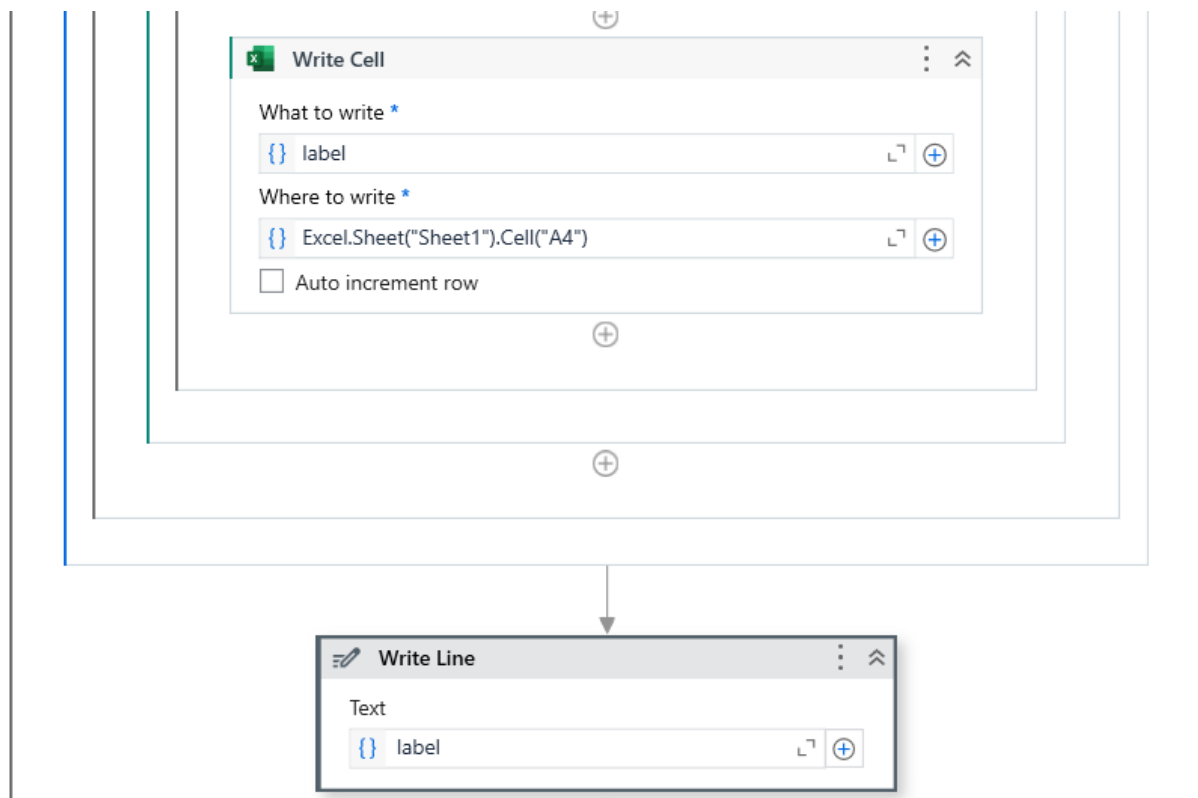 Write Cell
What to write *
{} label
Where to write *
{} Excel.Sheet("Sheet1").Cell("A4")
Auto increment row
Write Line
Text
{} label